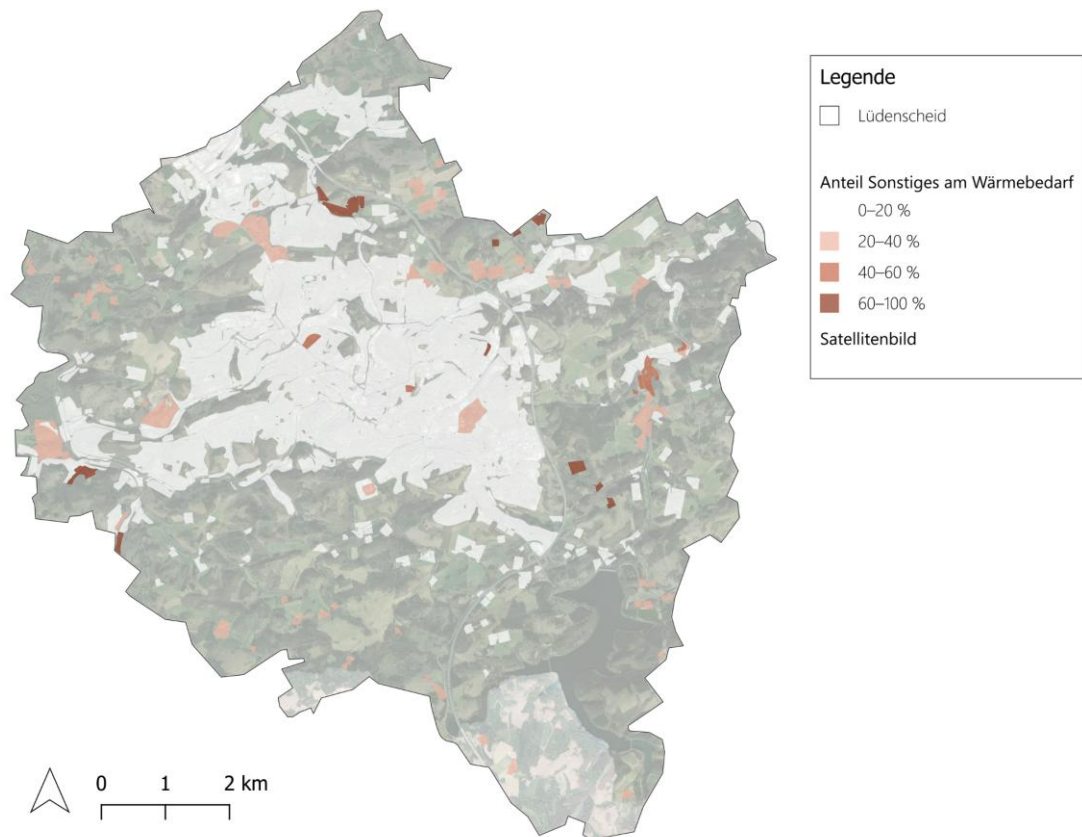 Legende
Lüdenscheid
Anteil Sonstiges am Wärmebedarf
0–20 %
20–40 %
40–60 %
60–100 %
Satellitenbild
0 1 2 km